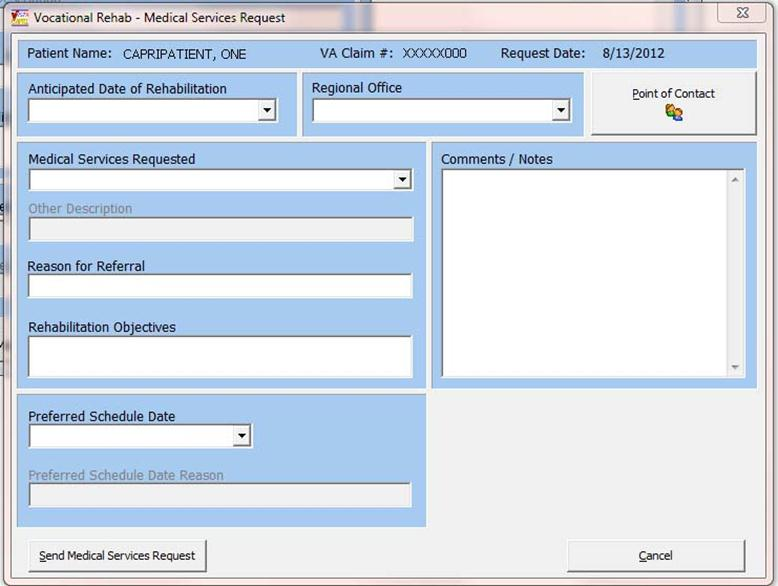 Vocational Rehab - Medical Services Request
Patient Name: CAPRIPATIENT, ONE VA Claim #: XXXXX000 Request Date: 8/13/2012
Anticipated Date of Rehabilitation
Regional Office
Point of Contact
Medical Services Requested
Other Description
Reason for Referral
Rehabilitation Objectives
Comments / Notes
Preferred Schedule Date
Preferred Schedule Date Reason
Send Medical Services Request
Cancel